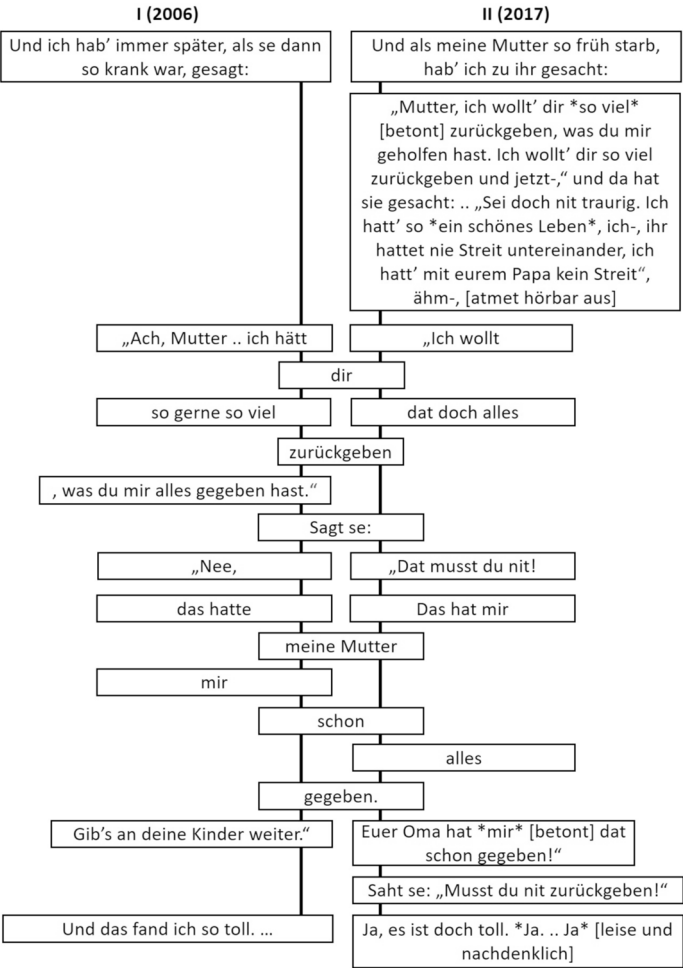 I (2006)
II (2017)
Und ich hab’ immer später, als se dann
so krank war, gesagt:
Und als meine Mutter so früh starb,
hab’ ich zu ihr gesacht:
„Mutter, ich wollt’ dir *so viel*
[betont] zurückgeben, was du mir
geholfen hast. Ich wollt’ dir so viel
zurückgeben und jetzt-,“ und da hat
sie gesacht: .. „Sei doch nit traurig. Ich
hatt’ so *ein schönes Leben*, ich-, ihr
hattet nie Streit untereinander, ich
hatt’ mit eurem Papa kein Streit“,
ähm-, [atmet hörbar aus]
„Ach, Mutter .. ich hätt
„Ich wollt
dir
so gerne so viel
dat doch alles
zurückgeben
, was du mir alles gegeben hast.“
Sagt se:
„Nee,
„Dat musst du nit!
das hatte
Das hat mir
meine Mutter
mir
schon
alles
gegeben.
Gib’s an deine Kinder weiter.“
Euer Oma hat *mir* [betont] dat
schon gegeben!“
Saht se: „Musst du nit zurückgeben!“
Und das fand ich so toll. …
Ja, es ist doch toll. *Ja. .. Ja* [leise und
nachdenklich]